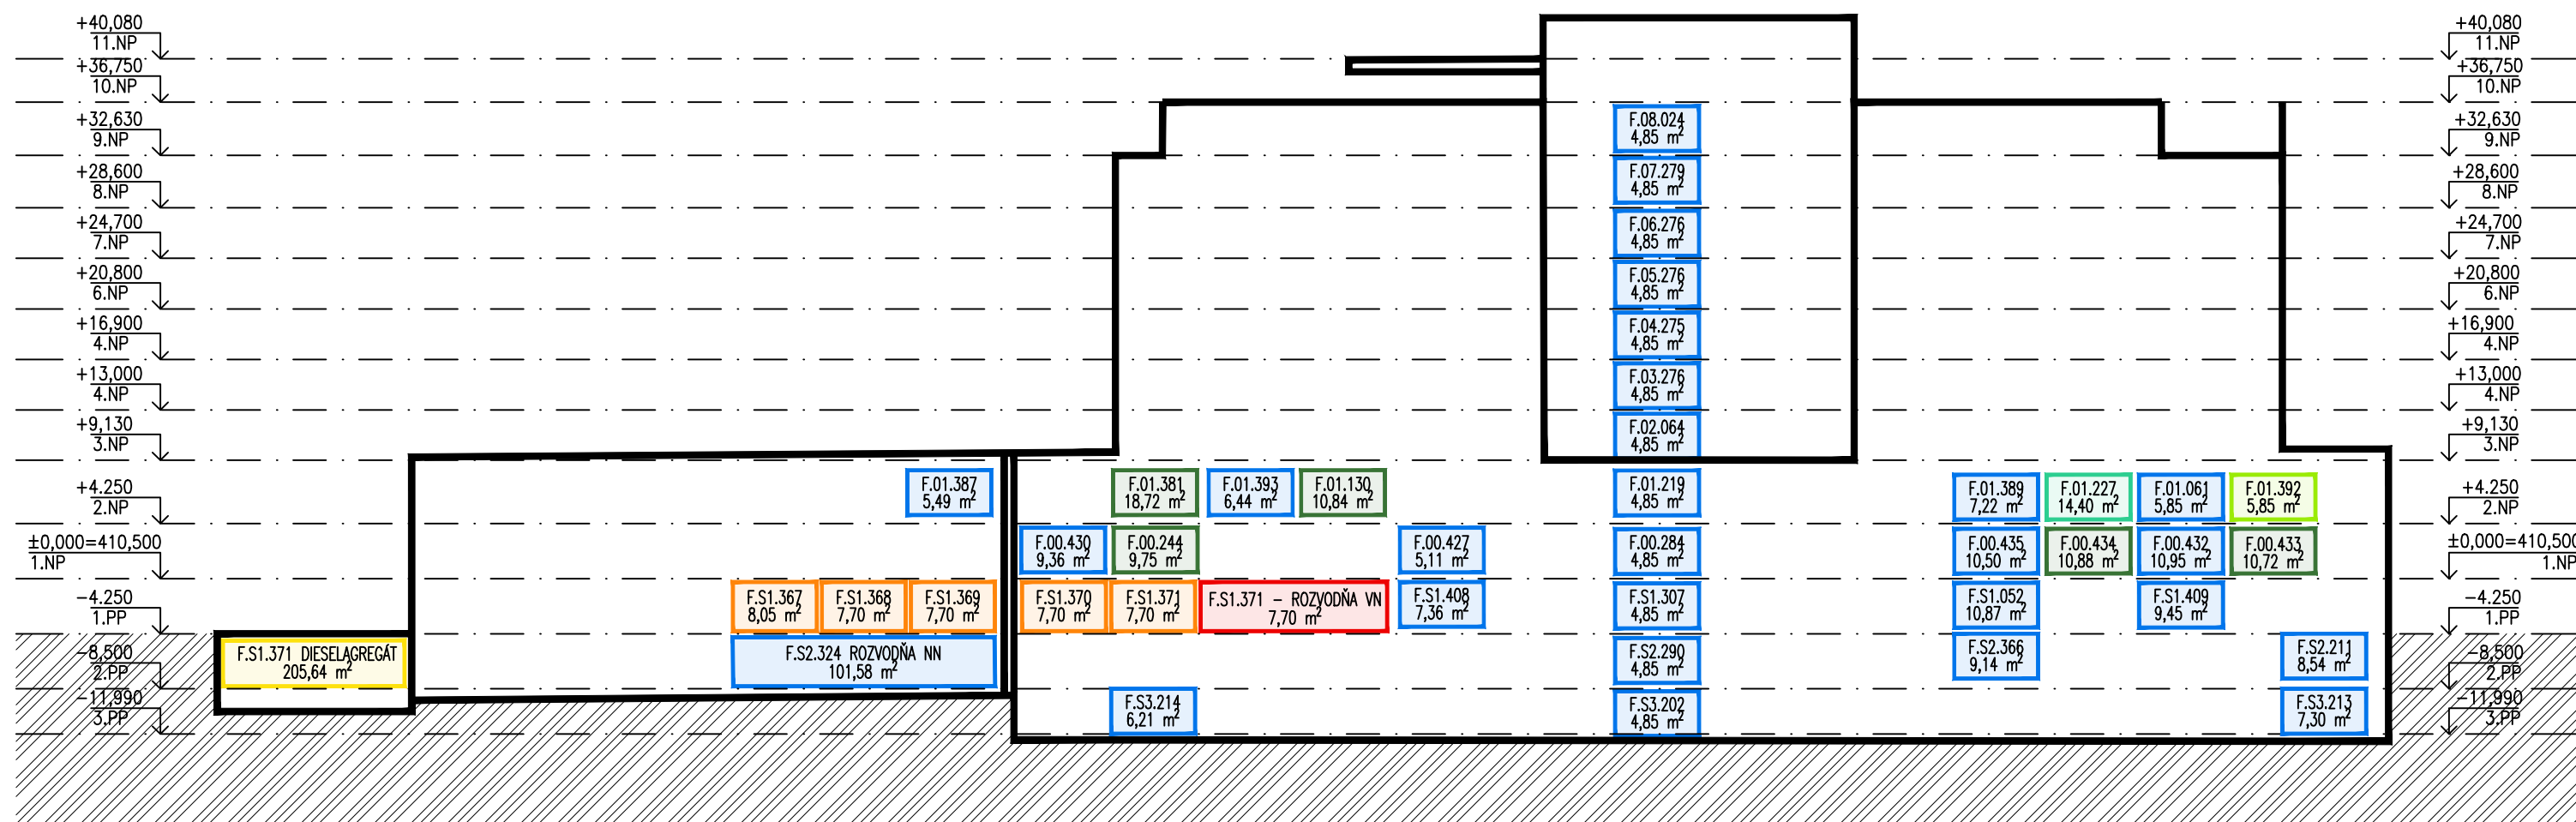 +40,080
11.NP
+36,750
10.NP
+32,630
9.NP
+28,600
8.NP
+24,700
7.NP
+20,800
6.NP
+16,900
4.NP
+13,000
4.NP
+9,130
3.NP
+4.250
2.NP
±0,000=410,500
1.NP
−4.250
1.PP
−8,500
2.PP
−11,990
3.PP
F.08.024
4,85 m²
F.07.279
4,85 m²
F.06.276
4,85 m²
F.05.276
4,85 m²
F.04.275
4,85 m²
F.03.276
4,85 m²
F.02.064
4,85 m²
F.01.387
5,49 m²
F.01.381
18,72 m²
F.01.393
6,44 m²
F.01.130
10,84 m²
F.01.219
4,85 m²
F.01.389
7,22 m²
F.01.227
14,40 m²
F.01.061
5,85 m²
F.01.392
5,85 m²
F.00.430
9,36 m²
F.00.244
9,75 m²
F.00.427
5,11 m²
F.00.284
4,85 m²
F.00.435
10,50 m²
F.00.434
10,88 m²
F.00.432
10,95 m²
F.00.433
10,72 m²
F.S1.367
8,05 m²
F.S1.368
7,70 m²
F.S1.369
7,70 m²
F.S1.370
7,70 m²
F.S1.371
7,70 m²
F.S1.371 − ROZVODŇA VN
7,70 m²
F.S1.408
7,36 m²
F.S1.307
4,85 m²
F.S1.052
10,87 m²
F.S1.409
9,45 m²
F.S1.371 DIESELAGREGÁT
205,64 m²
F.S2.324 ROZVODŇA NN
101,58 m²
F.S2.290
4,85 m²
F.S2.366
9,14 m²
F.S2.211
8,54 m²
F.S3.214
6,21 m²
F.S3.202
4,85 m²
F.S3.213
7,30 m²
+40,080
11.NP
+36,750
10.NP
+32,630
9.NP
+28,600
8.NP
+24,700
7.NP
+20,800
6.NP
+16,900
4.NP
+13,000
4.NP
+9,130
3.NP
+4.250
2.NP
±0,000=410,500
1.NP
−4.250
1.PP
−8,500
2.PP
−11,990
3.PP